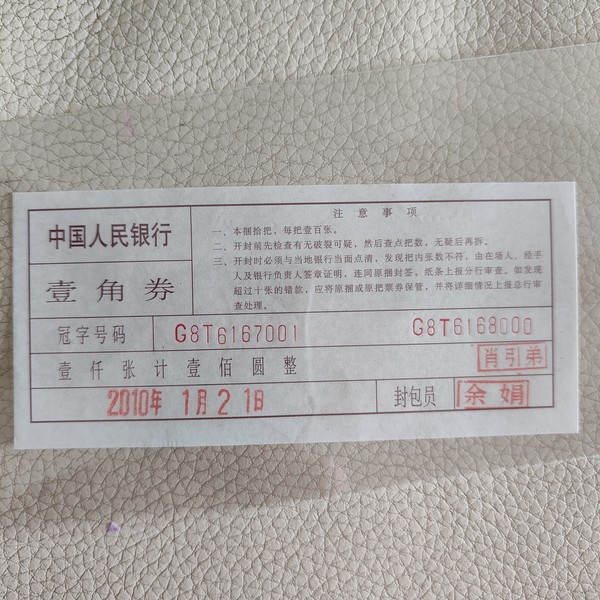 中国人民银行
壹角券
注意事项
一、本捆拾把，每把壹百张。
二、开封前先检查有无破裂可疑，然后查点把数，无疑后再拆。
三、开封时必须与当地银行当面点清，发现把内张数不符，由在场人、经手
人及银行负责人签章证明，连同原捆封签，纸条上报分行审查。如发现
超过十张的错款，应将原捆或原把票券保管，并将详细情况上报总行审
查处理。
冠字号码 G8T6167001 G8T6168000
壹仟张计壹佰圆整 肖引弟
2010年1月21日 封包员 余娟